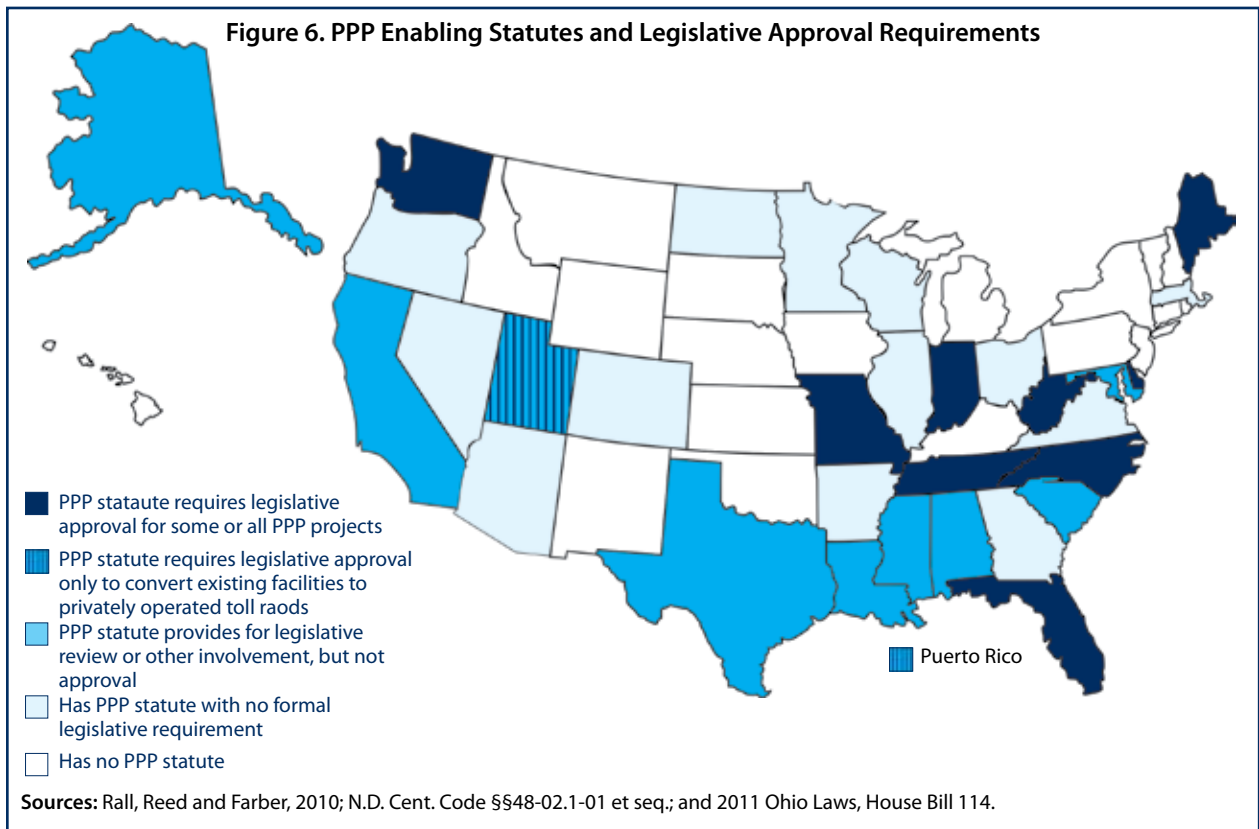 Figure 6. PPP Enabling Statutes and Legislative Approval Requirements
PPP stataute requires legislative
approval for some or all PPP projects
PPP statute requires legislative approval
only to convert existing facilities to
privately operated toll raods
PPP statute provides for legislative
review or other involvement, but not
approval
Has PPP statute with no formal
legislative requirement
Has no PPP statute
Puerto Rico
Sources: Rall, Reed and Farber, 2010; N.D. Cent. Code §§48-02.1-01 et seq.; and 2011 Ohio Laws, House Bill 114.